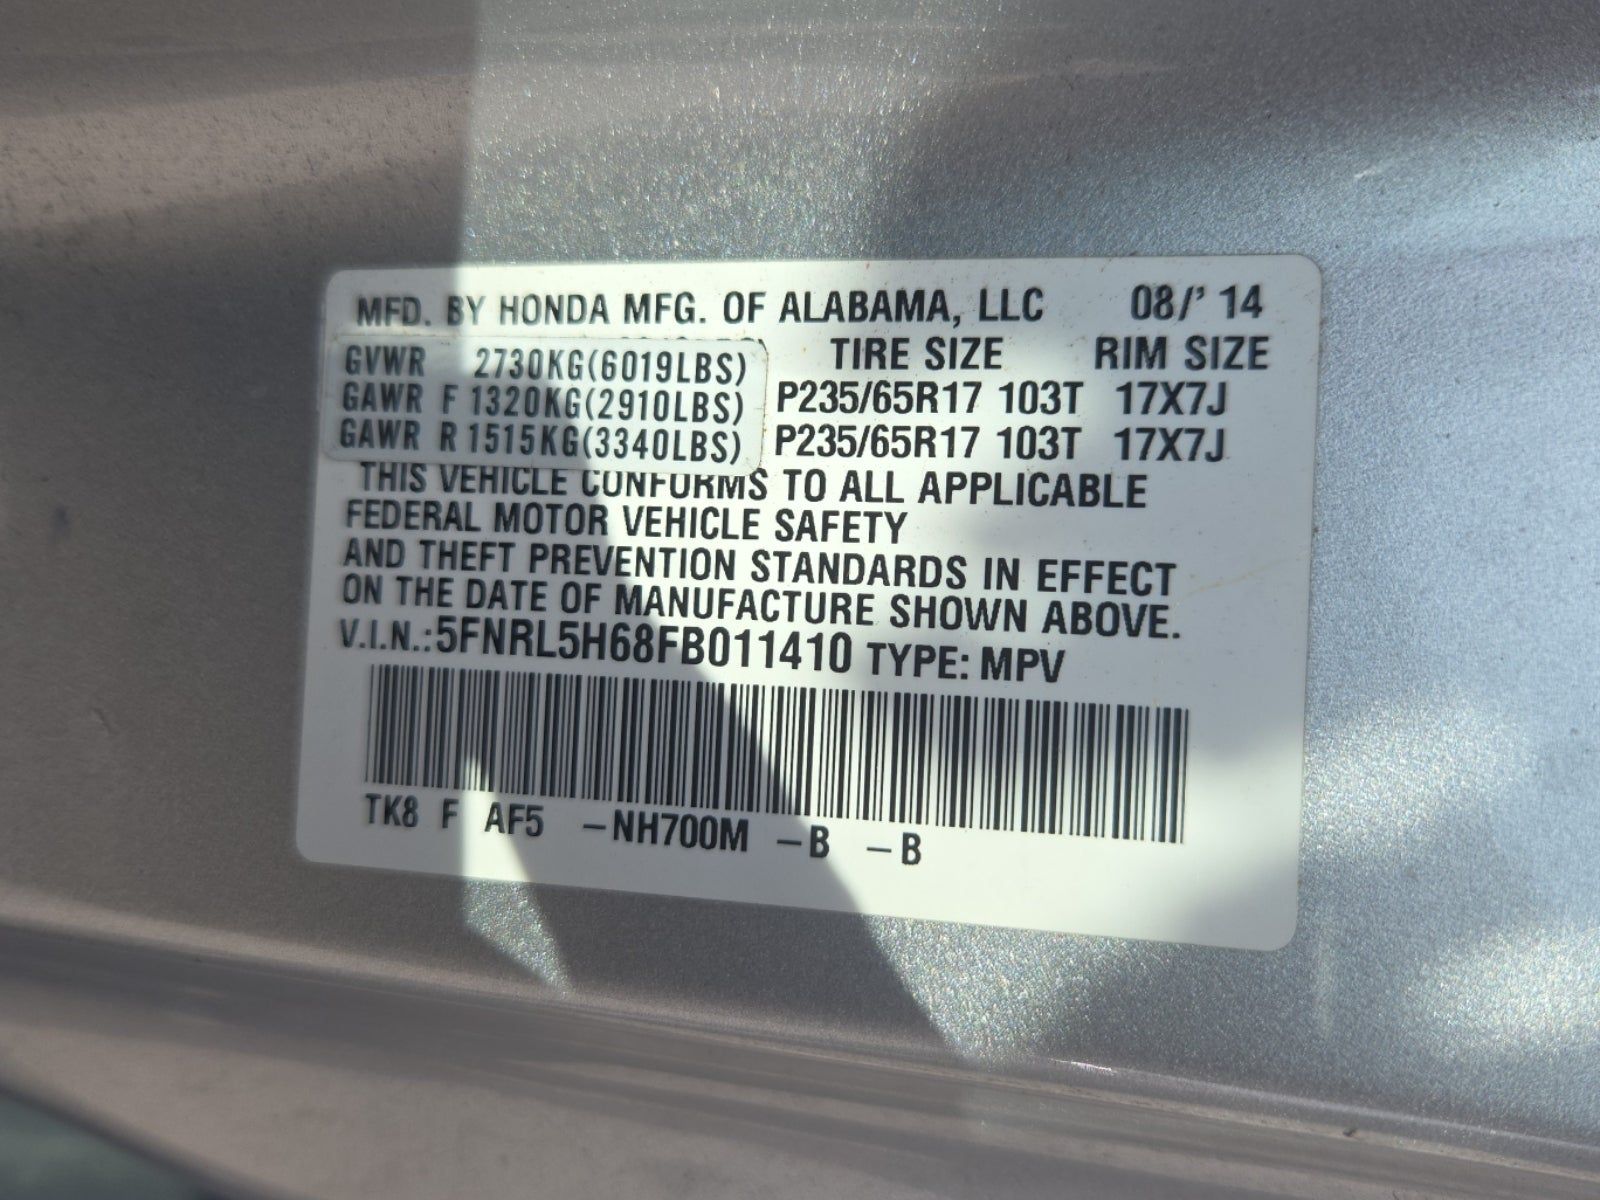 MFD. BY HONDA MFG. OF ALABAMA, LLC 08/' 14
TIRE SIZE RIM SIZE
GVWR 2730KG(6019LBS)
GAWR F 1320KG(2910LBS) P235/65R17 103T 17X7J
GAWR R 1515KG(3340LBS) P235/65R17 103T 17X7J
THIS VEHICLE CONFORMS TO ALL APPLICABLE
FEDERAL MOTOR VEHICLE SAFETY
AND THEFT PREVENTION STANDARDS IN EFFECT
ON THE DATE OF MANUFACTURE SHOWN ABOVE.
V.I.N.:5FNRL5H68FB011410 TYPE: MPV
TK8 F AF5 –NH700M –B –B